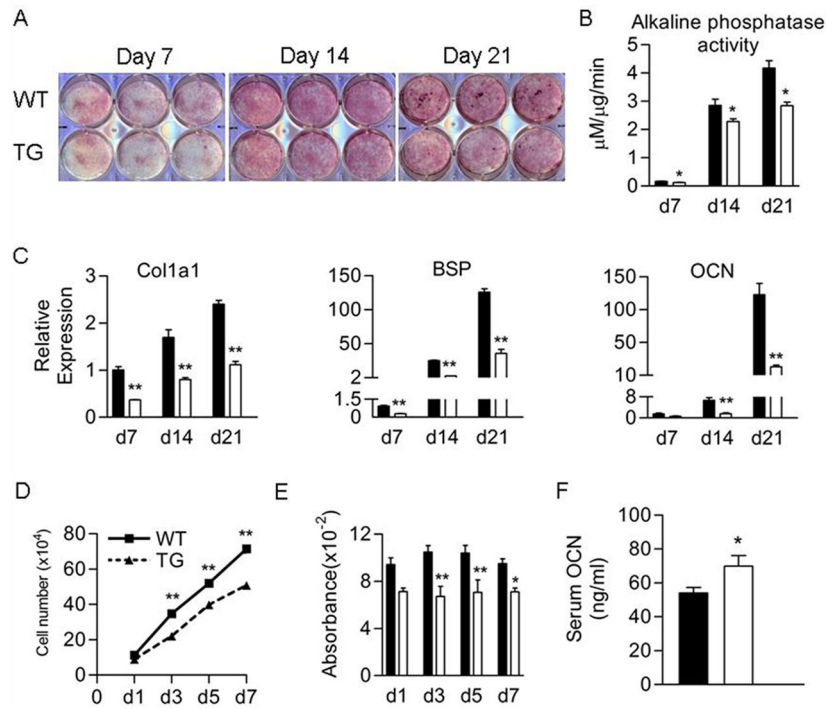 A
Day 7 Day 14 Day 21
WT
TG
B
Alkaline phosphatase
activity
μM/μg/min
5
4
3
2
1
0
* * *
d7 d14 d21
C
Col1a1
Relative
Expression
3
2
1
0
** ** **
d7 d14 d21
BSP
150
100
50
2
1.5
0
** ** **
d7 d14 d21
OCN
150
100
50
10
8
0
** **
d7 d14 d21
D
Cell number (x10⁴)
80
60
40
20
0
WT
TG
** ** **
0 d1 d3 d5 d7
E
Absorbance(x10⁻²)
12
8
4
0
** ** *
d1 d3 d5 d7
F
Serum OCN
(ng/ml)
100
80
60
40
20
0
*